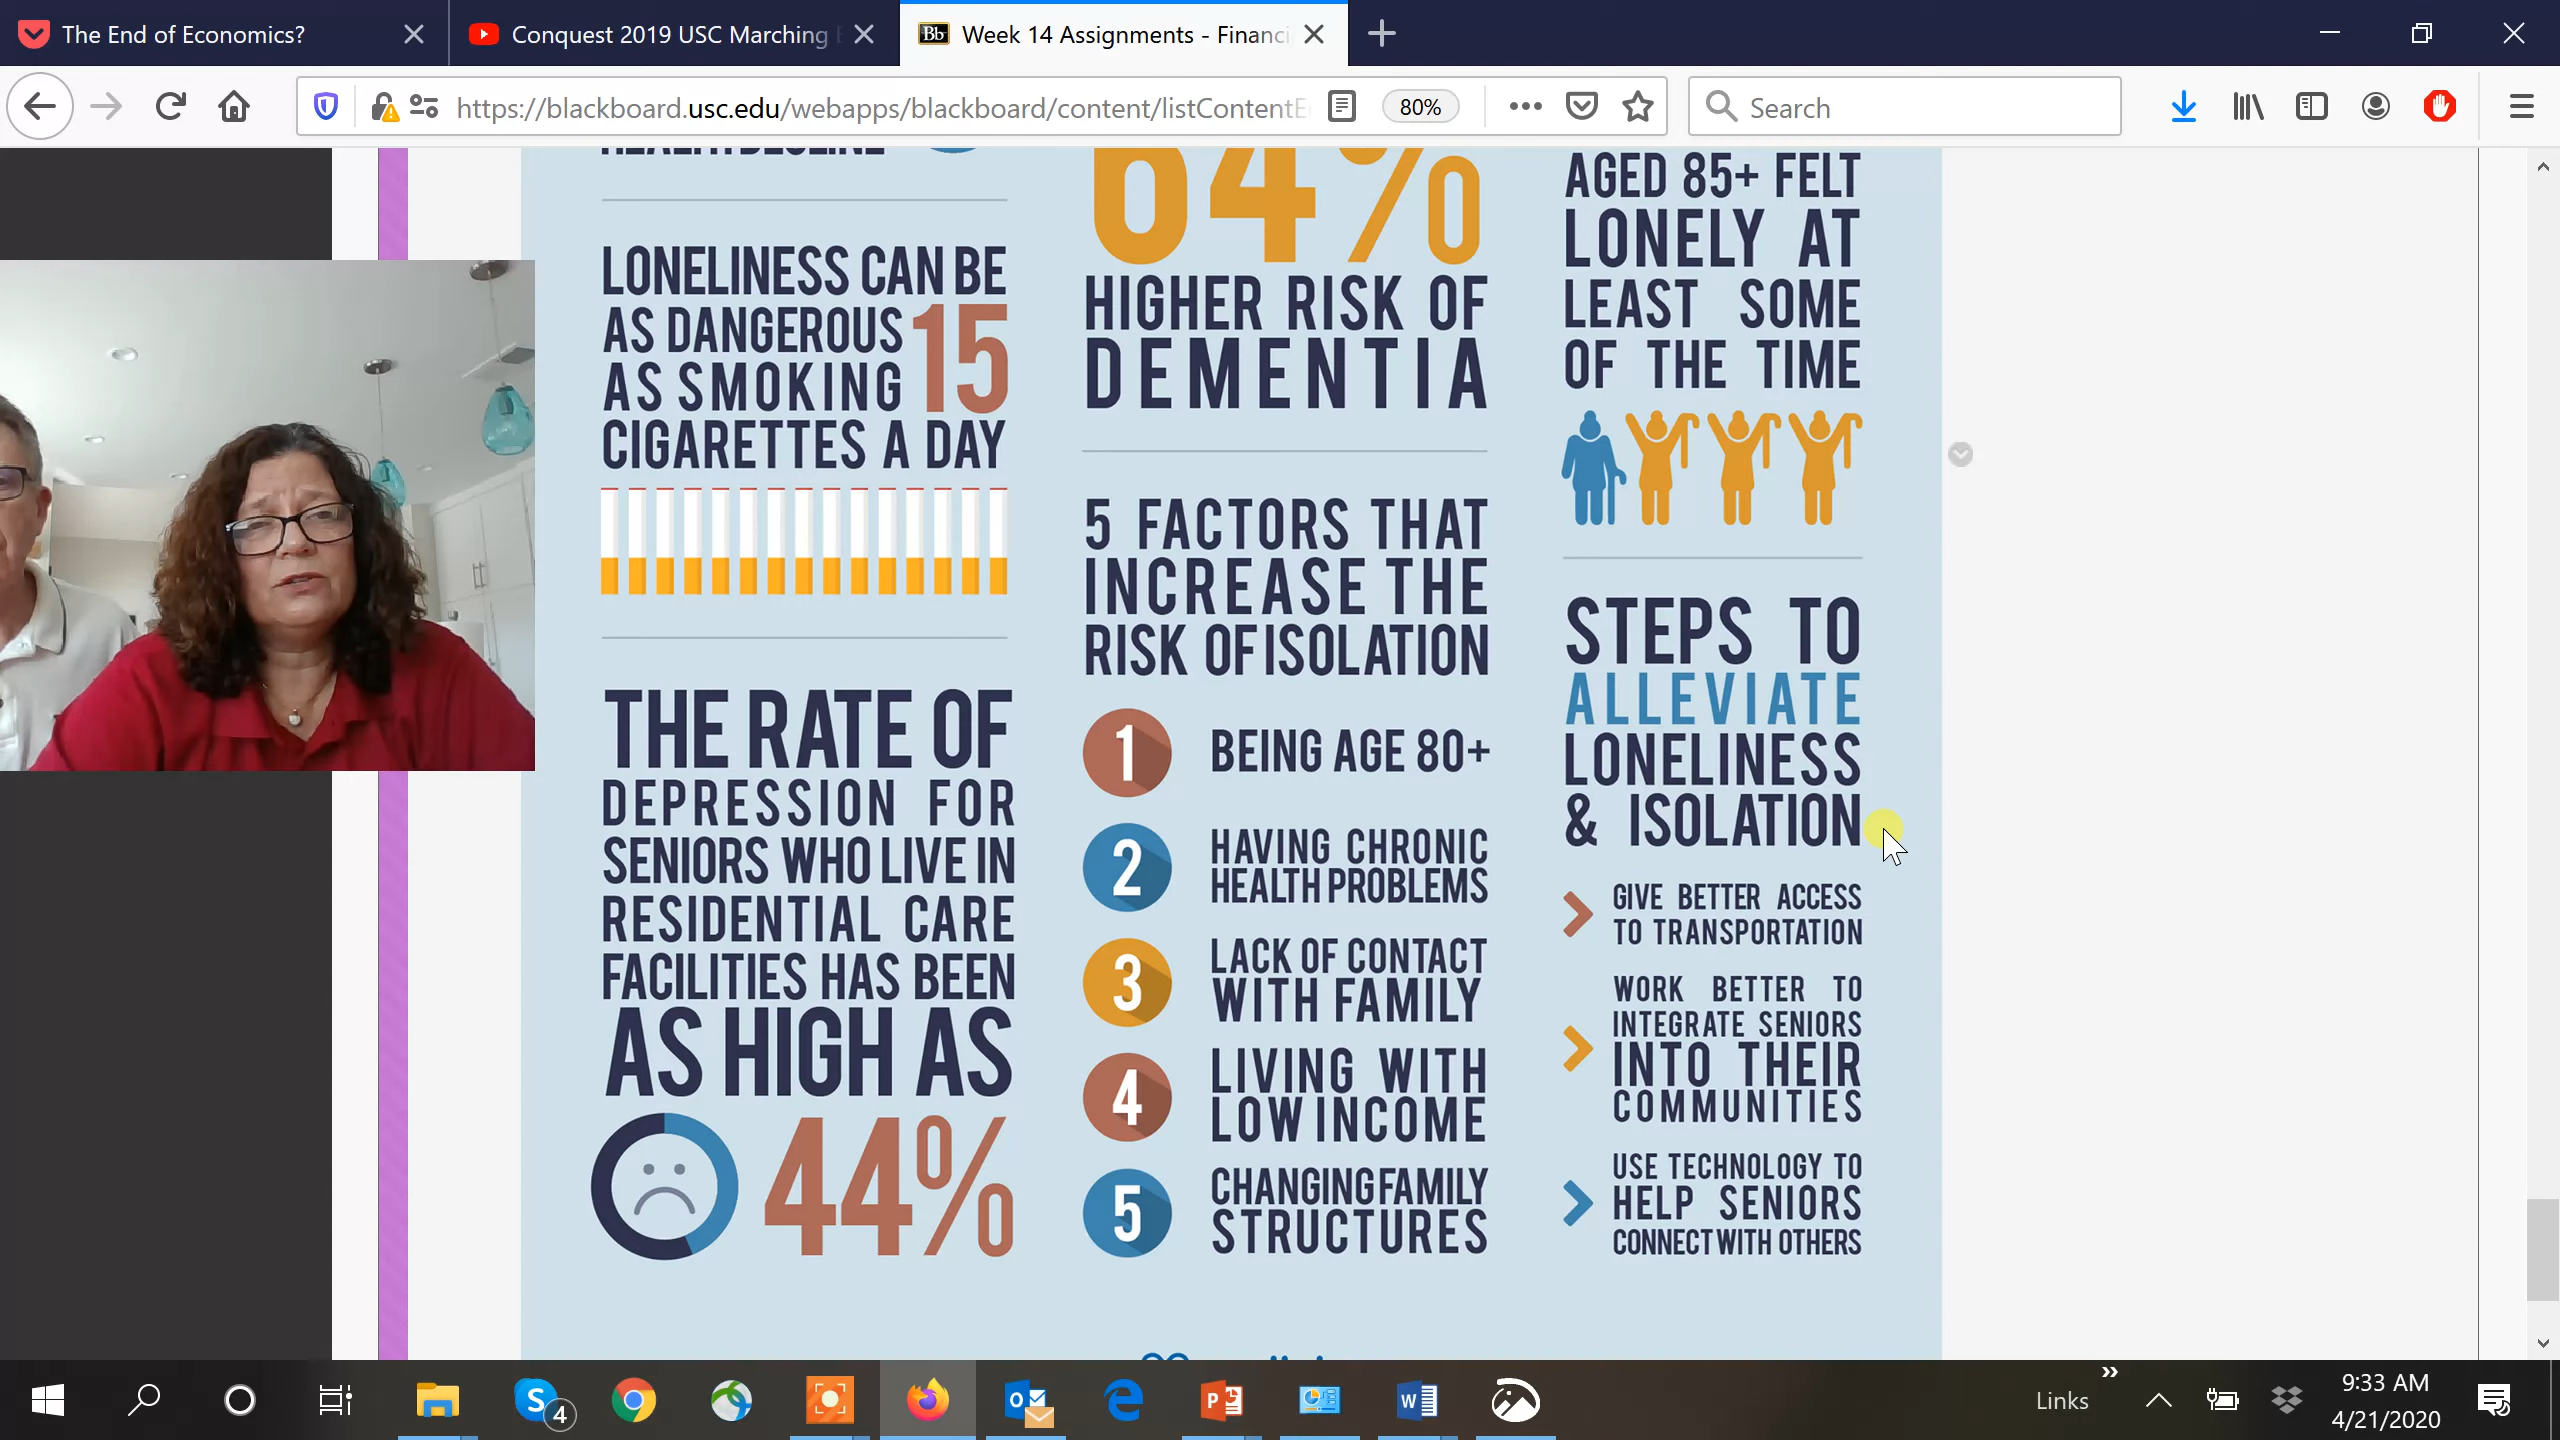 The End of Economics?
Conquest 2019 USC Marching
Week 14 Assignments - Financi
https://blackboard.usc.edu/webapps/blackboard/content/listContentE
80%
Search
LONELINESS CAN BE
AS DANGEROUS 15
AS SMOKING
CIGARETTES A DAY
THE RATE OF
DEPRESSION FOR
SENIORS WHO LIVE IN
RESIDENTIAL CARE
FACILITIES HAS BEEN
AS HIGH AS
44%
64%
HIGHER RISK OF
DEMENTIA
5 FACTORS THAT
INCREASE THE
RISK OF ISOLATION
1 BEING AGE 80+
2 HAVING CHRONIC
HEALTH PROBLEMS
3 LACK OF CONTACT
WITH FAMILY
4 LIVING WITH
LOW INCOME
5 CHANGING FAMILY
STRUCTURES
AGED 85+ FELT
LONELY AT
LEAST SOME
OF THE TIME
STEPS TO
ALLEVIATE
LONELINESS
& ISOLATION
GIVE BETTER ACCESS
TO TRANSPORTATION
WORK BETTER TO
INTEGRATE SENIORS
INTO THEIR
COMMUNITIES
USE TECHNOLOGY TO
HELP SENIORS
CONNECT WITH OTHERS
4
Links
9:33 AM
4/21/2020